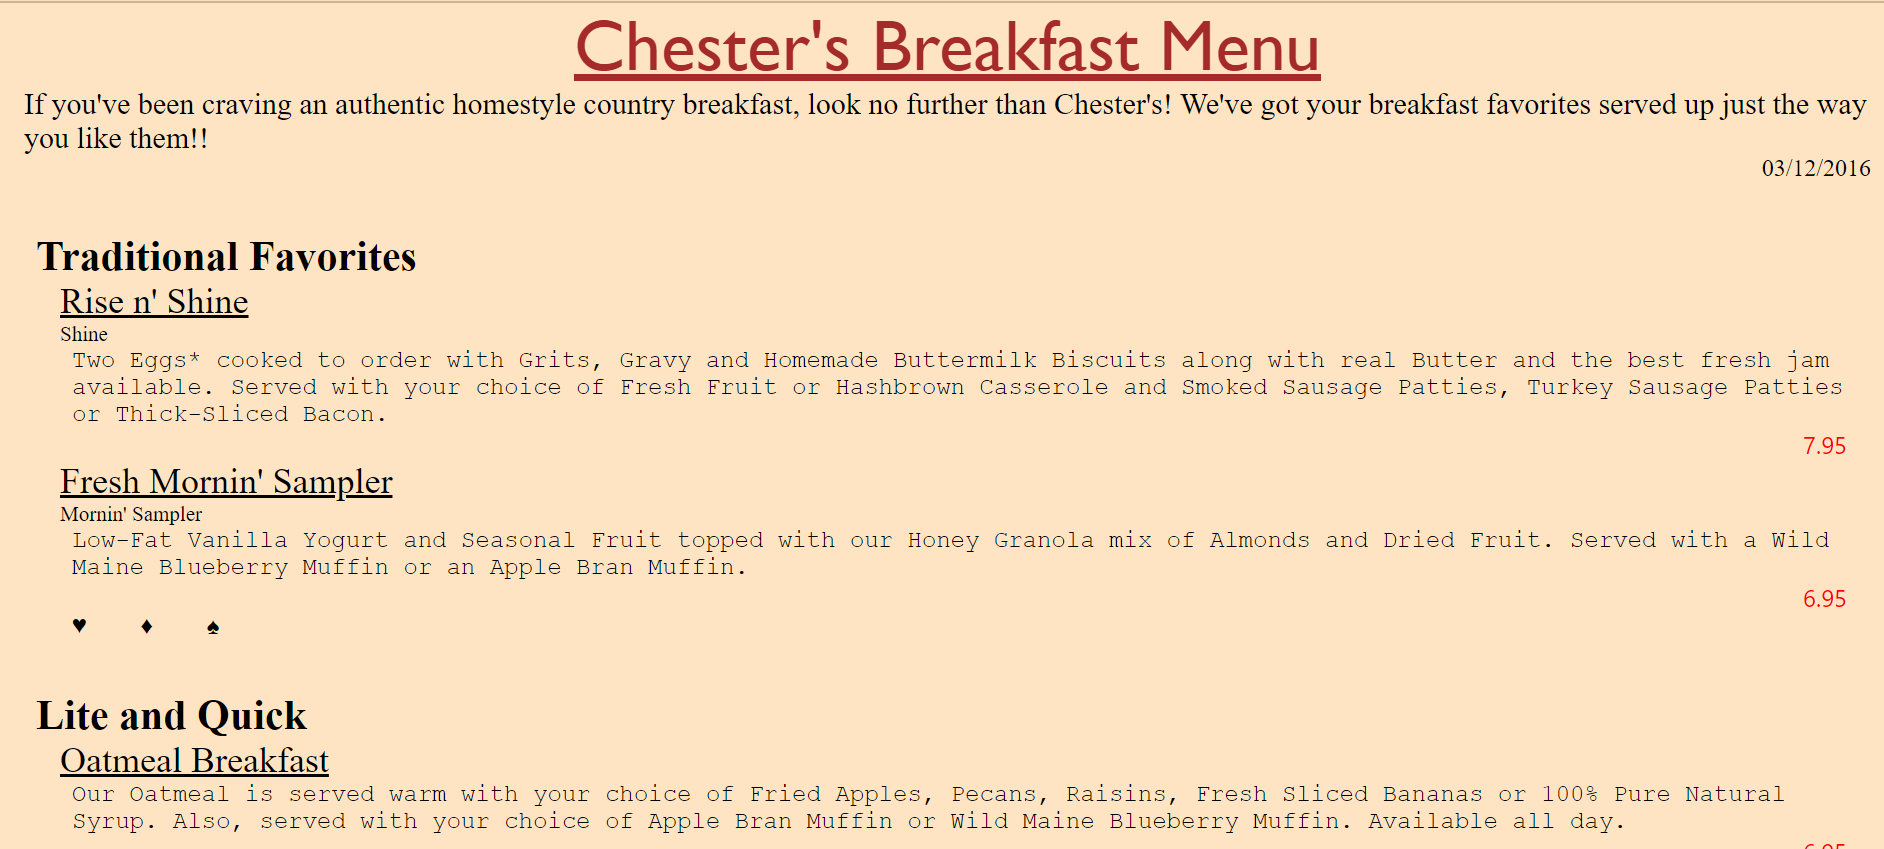 Chester's Breakfast Menu
If you've been craving an authentic homestyle country breakfast, look no further than Chester's! We've got your breakfast favorites served up just the way
you like them!!
03/12/2016
Traditional Favorites
Rise n' Shine
Shine
Two Eggs* cooked to order with Grits, Gravy and Homemade Buttermilk Biscuits along with real Butter and the best fresh jam
available. Served with your choice of Fresh Fruit or Hashbrown Casserole and Smoked Sausage Patties, Turkey Sausage Patties
or Thick-Sliced Bacon.
7.95
Fresh Mornin' Sampler
Mornin' Sampler
Low-Fat Vanilla Yogurt and Seasonal Fruit topped with our Honey Granola mix of Almonds and Dried Fruit. Served with a Wild
Maine Blueberry Muffin or an Apple Bran Muffin.
6.95
♥ ♦ ♠
Lite and Quick
Oatmeal Breakfast
Our Oatmeal is served warm with your choice of Fried Apples, Pecans, Raisins, Fresh Sliced Bananas or 100% Pure Natural
Syrup. Also, served with your choice of Apple Bran Muffin or Wild Maine Blueberry Muffin. Available all day.